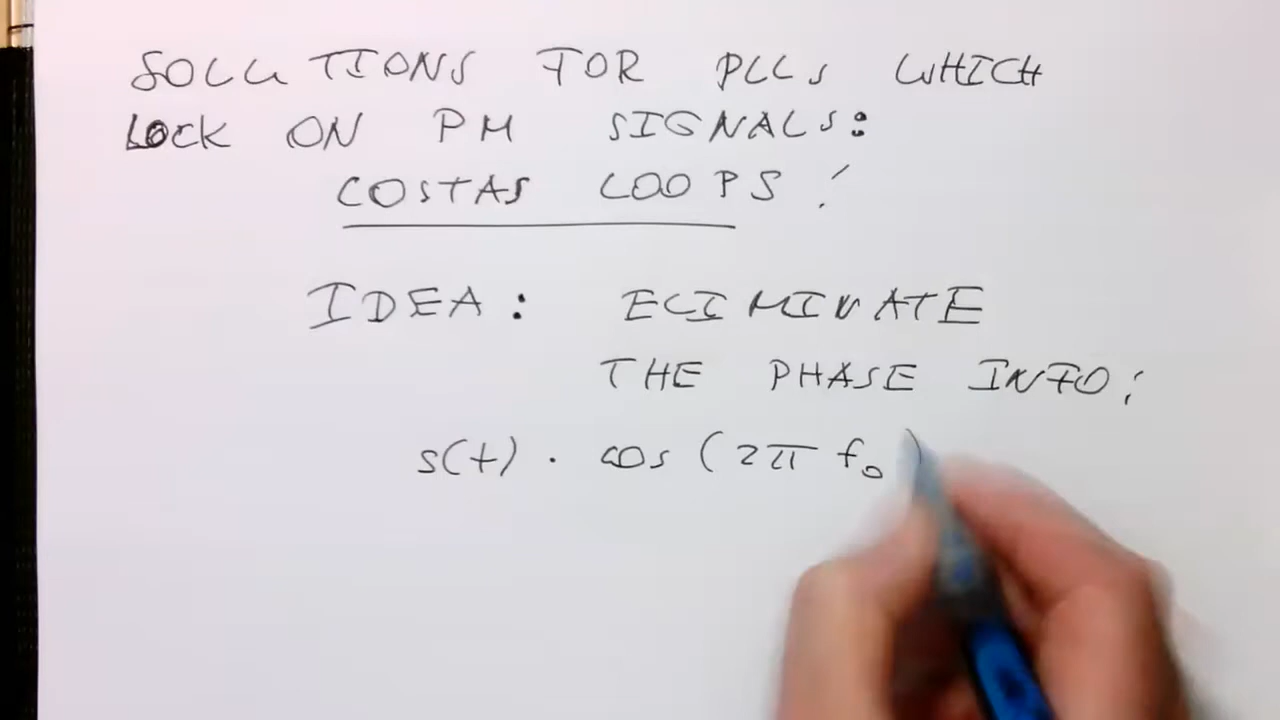 SOLUTIONS FOR PLLs WHICH
LOCK ON PM SIGNALS:
COSTAS LOOPS!
IDEA: ELIMINATE
THE PHASE INFO:
s(t) · cos (2π f₀)